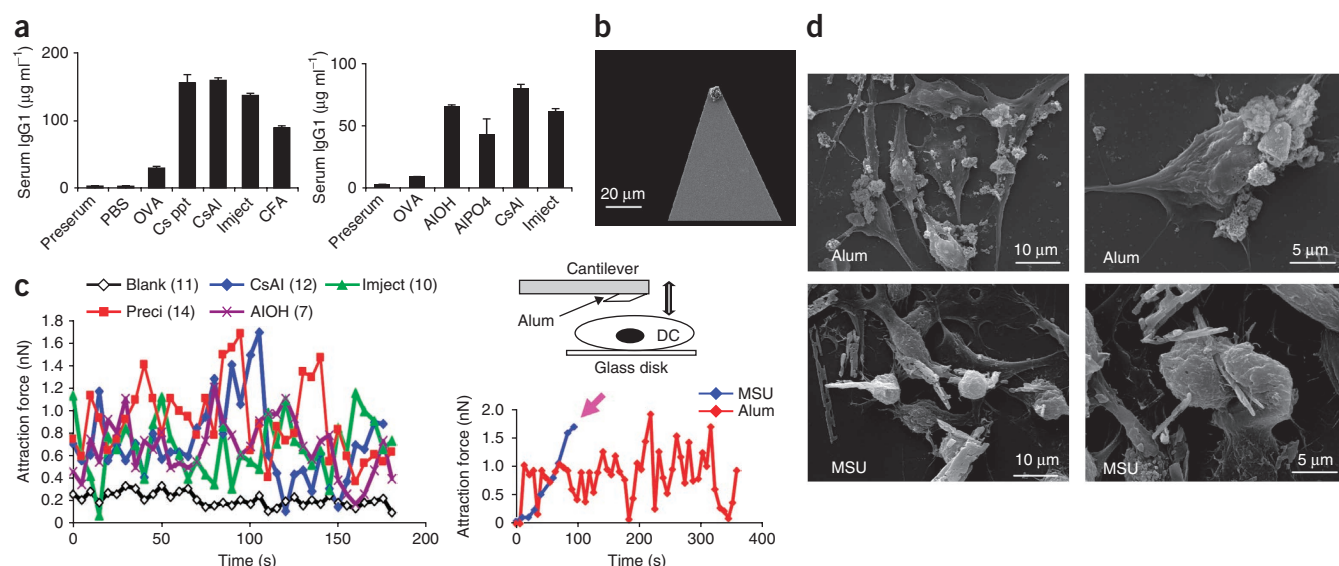 a
200
100
0
Serum IgG1 (µg ml⁻¹)
Preserum
PBS
OVA
Cs ppt
CsAl
Imject
CFA
100
50
0
Serum IgG1 (µg ml⁻¹)
Preserum
OVA
AlOH
AlPO4
CsAl
Imject
b
20 µm
c
Blank (11)
CsAl (12)
Imject (10)
Preci (14)
AlOH (7)
1.8
1.6
1.4
1.2
1.0
0.8
0.6
0.4
0.2
0
Attraction force (nN)
0
50
100
150
200
Time (s)
Cantilever
Alum
DC
Glass disk
MSU
Alum
2.0
1.5
1.0
0.5
0
Attraction force (nN)
0
100
200
300
400
Time (s)
d
Alum
10 µm
Alum
5 µm
MSU
10 µm
MSU
5 µm